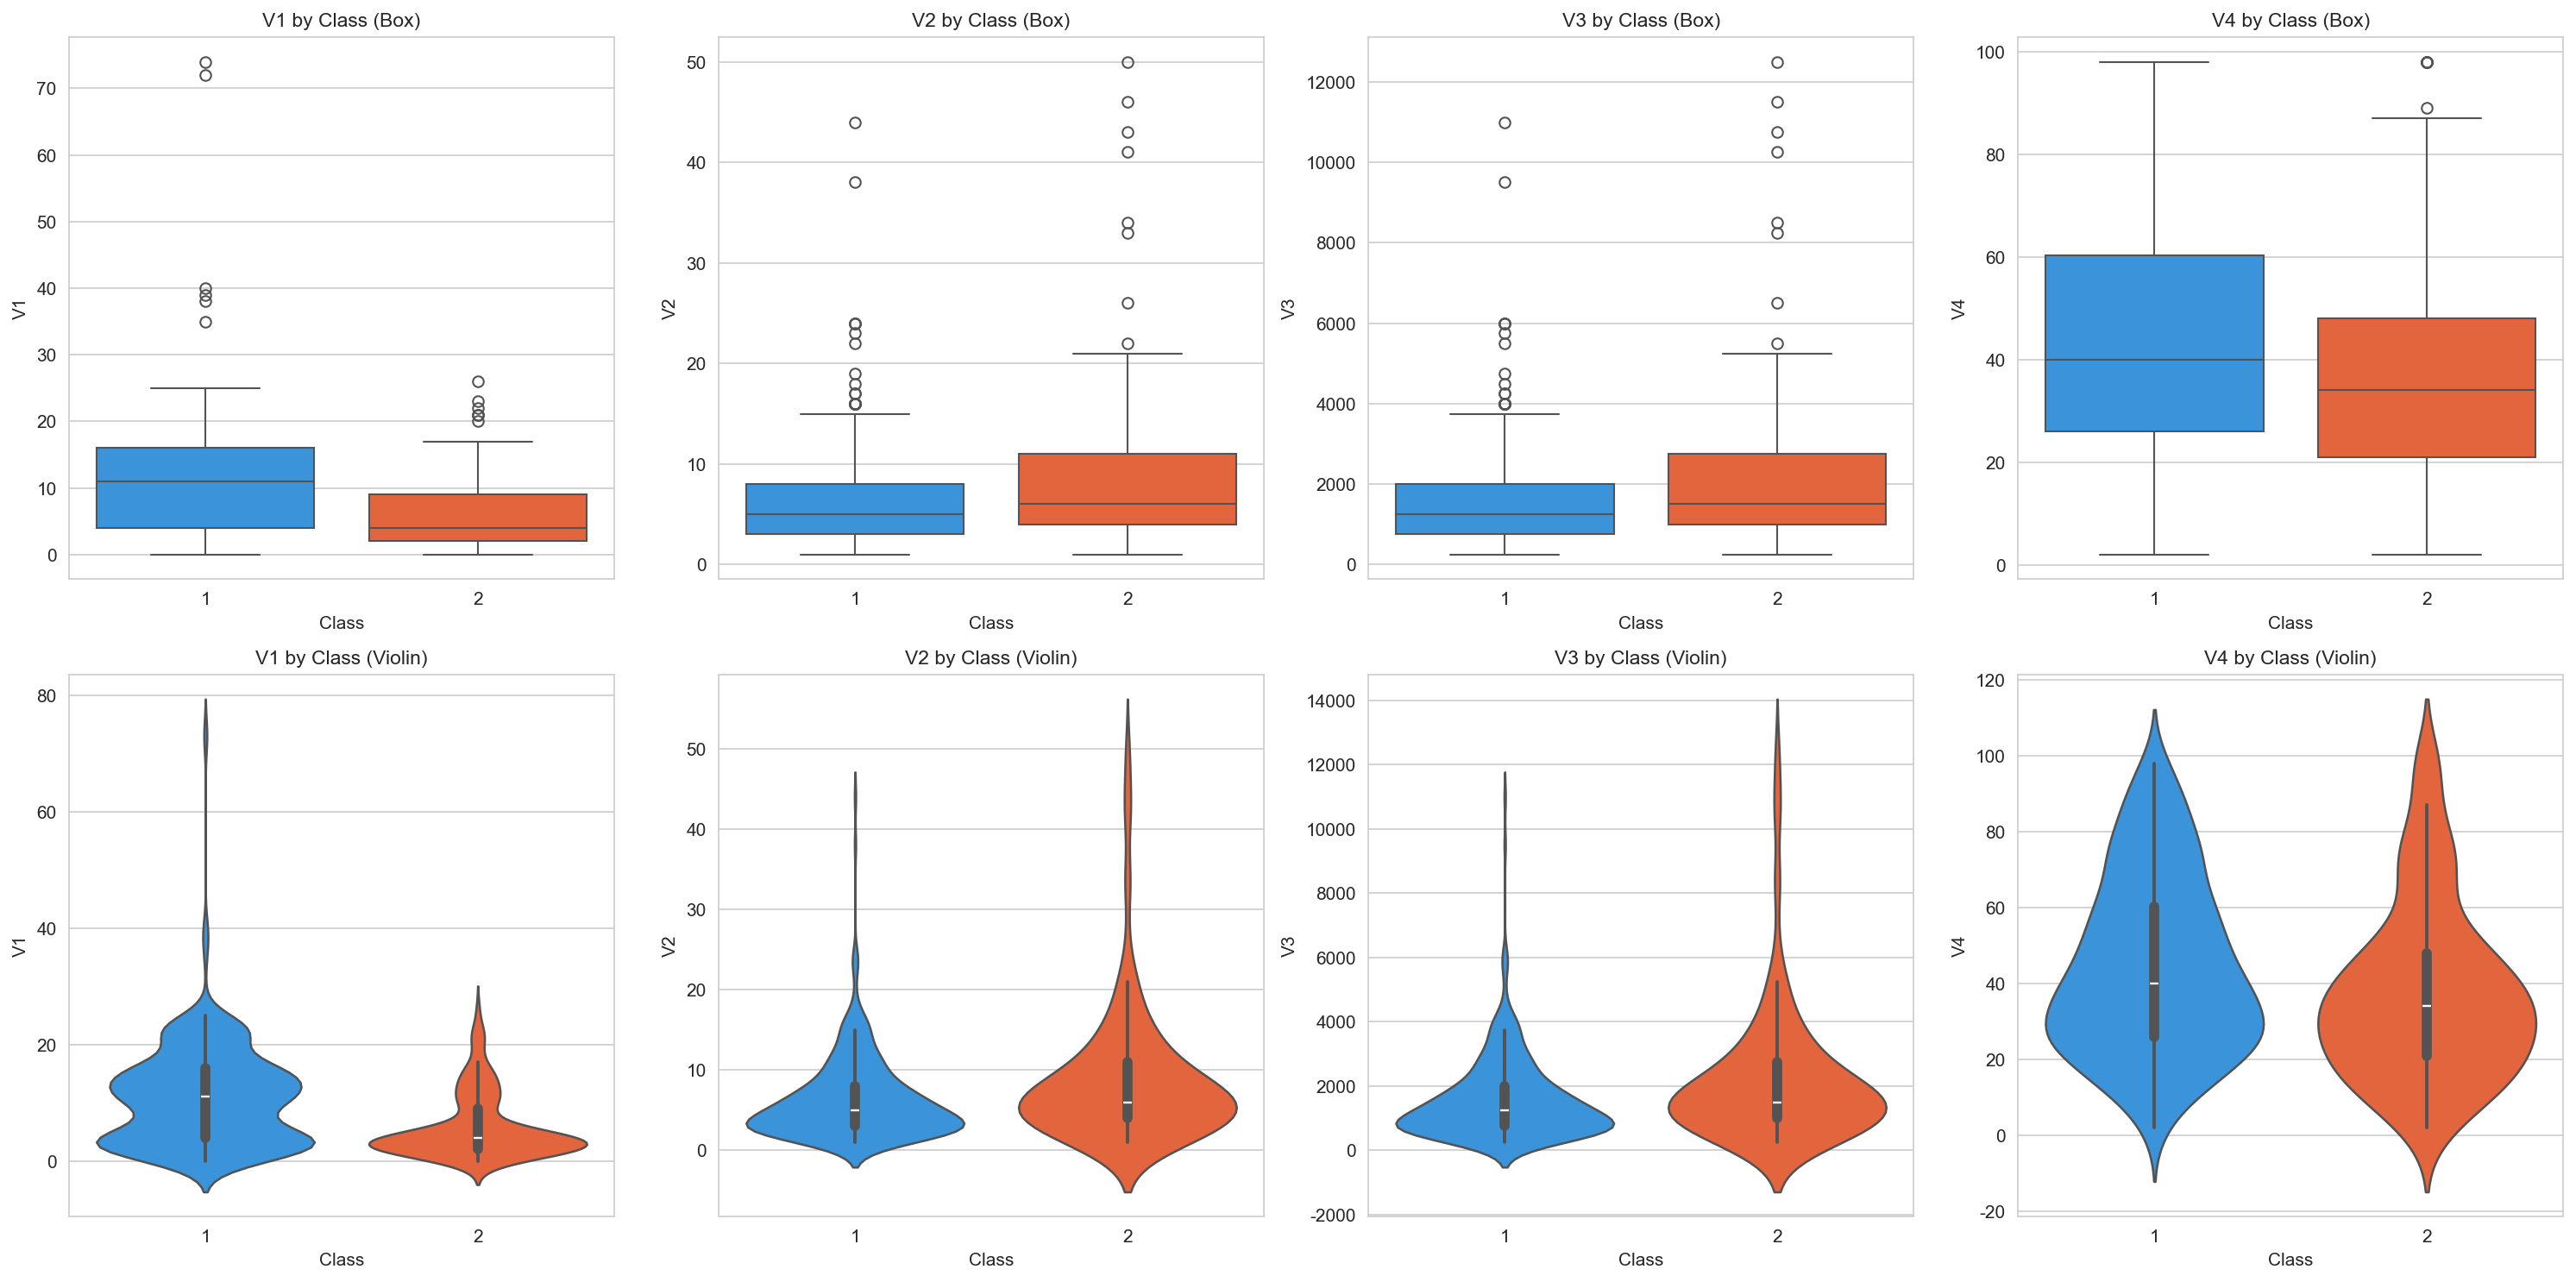 V1 by Class (Box)
70
60
50
40
30
20
10
0
V1
1
2
Class
V2 by Class (Box)
50
40
30
20
10
0
V2
1
2
Class
V3 by Class (Box)
12000
10000
8000
6000
4000
2000
0
V3
1
2
Class
V4 by Class (Box)
100
80
60
40
20
0
V4
1
2
Class
V1 by Class (Violin)
80
60
40
20
0
V1
1
2
Class
V2 by Class (Violin)
50
40
30
20
10
0
V2
1
2
Class
V3 by Class (Violin)
14000
12000
10000
8000
6000
4000
2000
0
-2000
V3
1
2
Class
V4 by Class (Violin)
120
100
80
60
40
20
0
-20
V4
1
2
Class